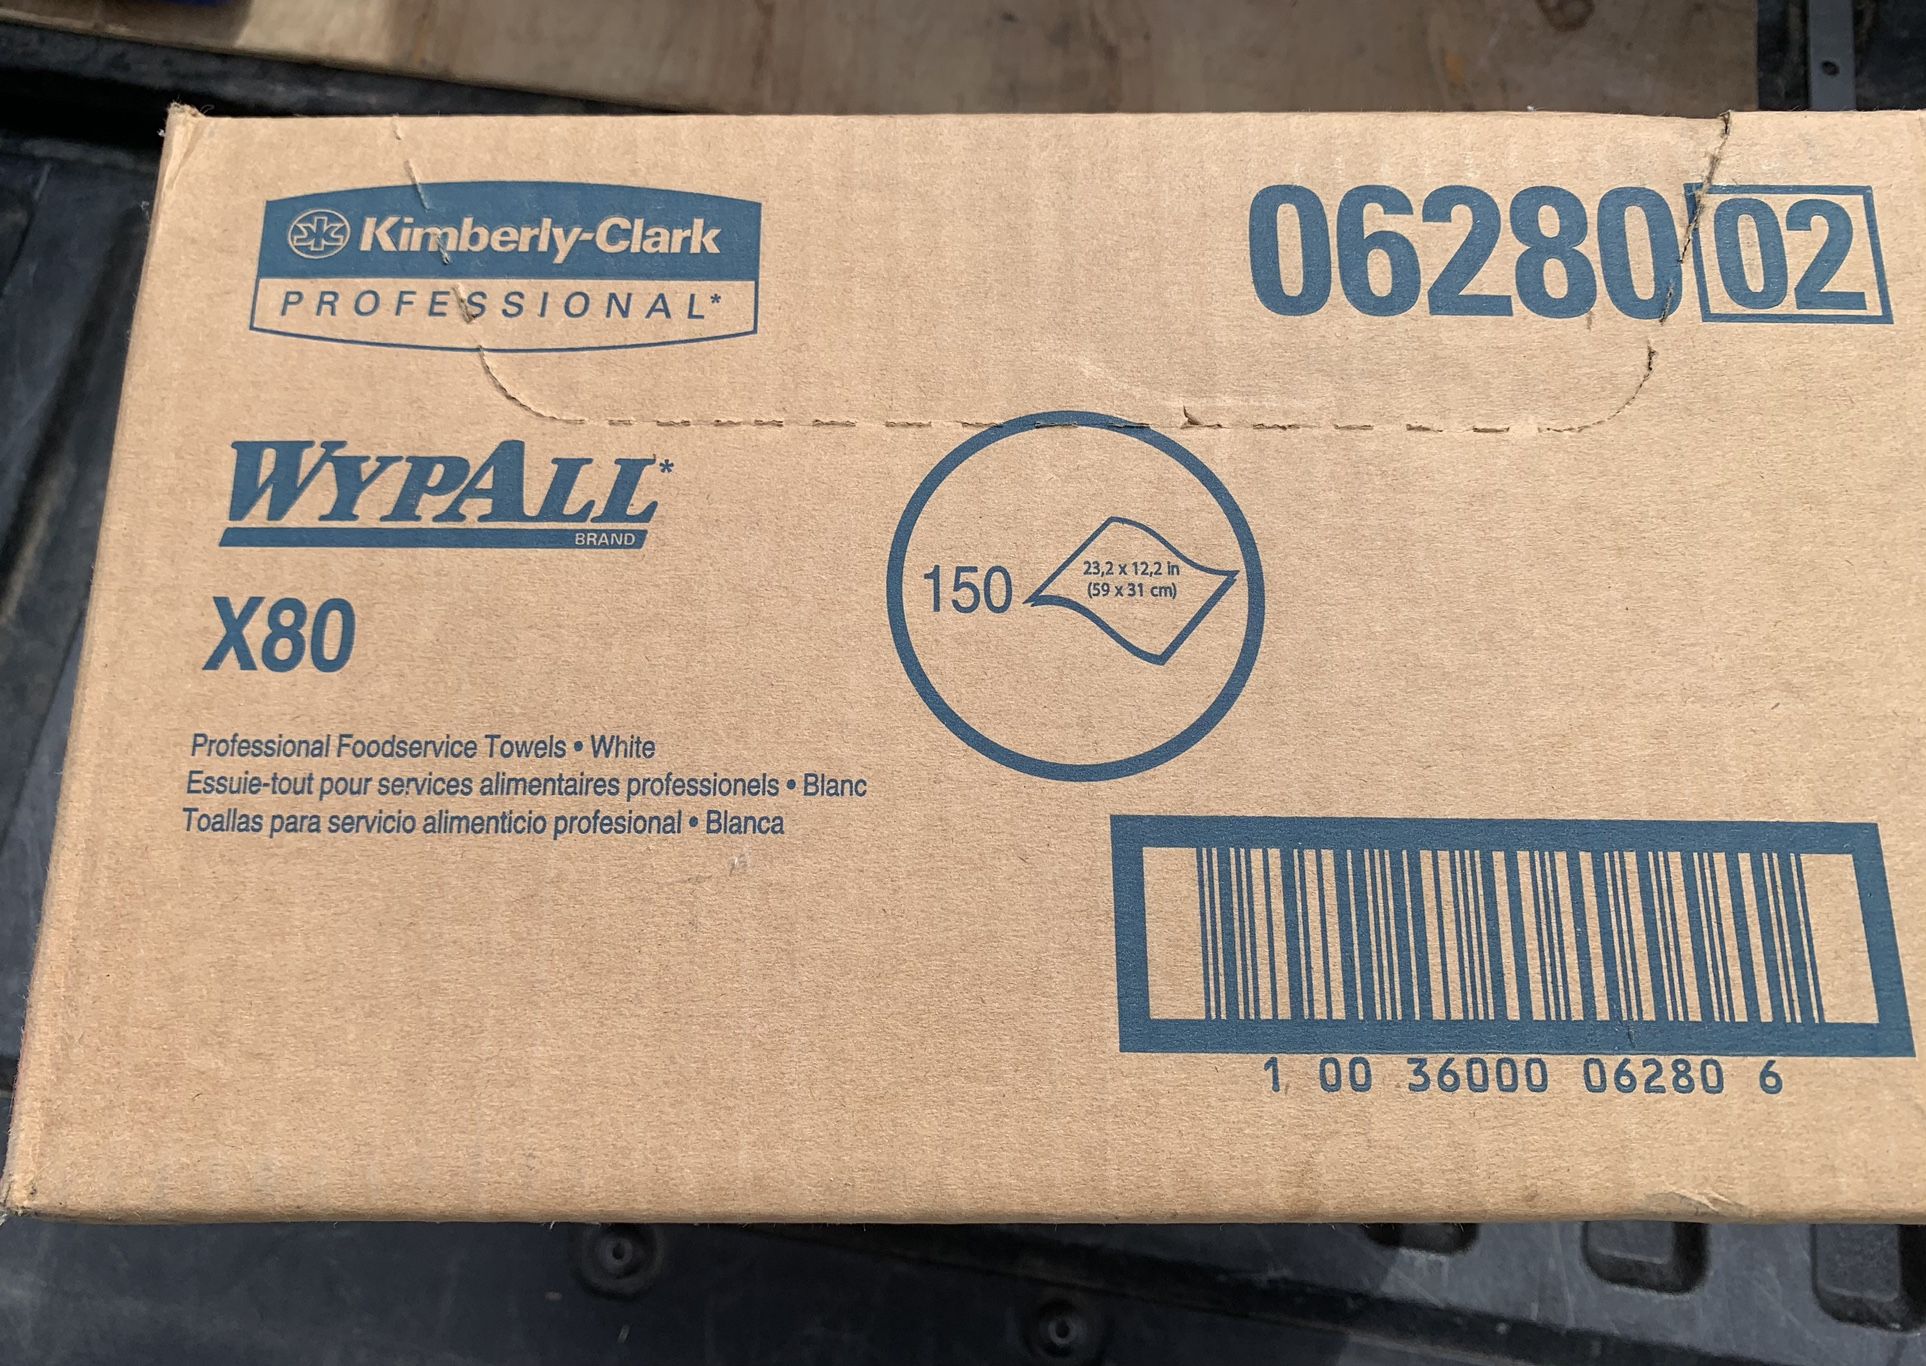 Kimberly-Clark
PROFESSIONAL*
06280 02
WYPALL*
BRAND
X80
150
23,2 x 12,2 in
(59 x 31 cm)
Professional Foodservice Towels • White
Essuie-tout pour services alimentaires professionels • Blanc
Toallas para servicio alimenticio profesional • Blanca
1 00 36000 06280 6